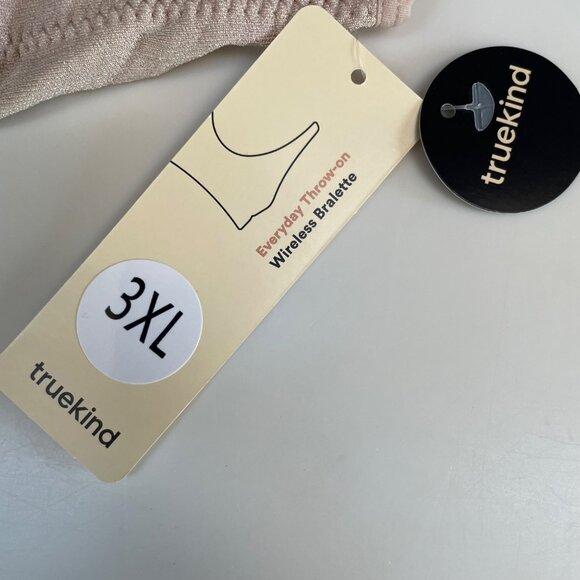 Everyday Throw-on
Wireless Bralette
3XL
truekind
truekind